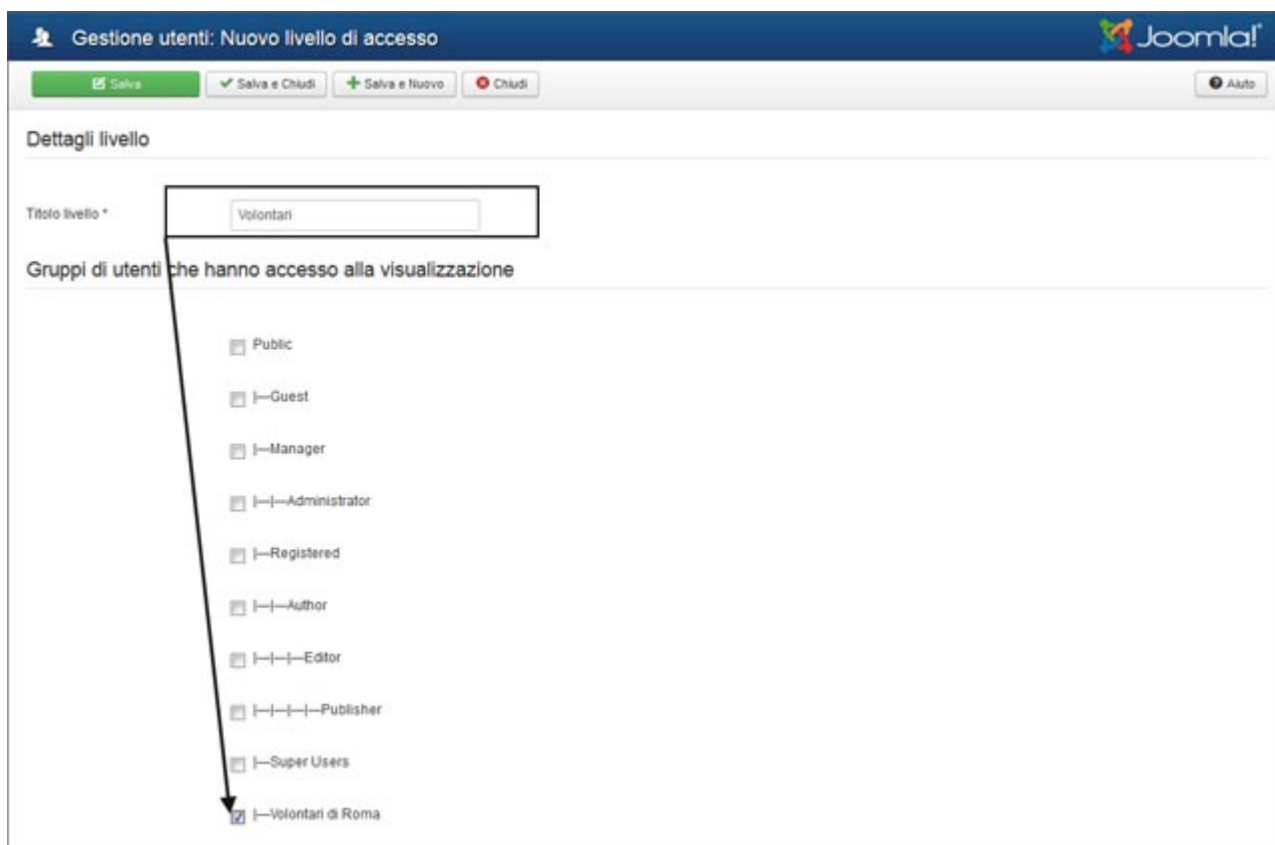 Gestione utenti: Nuovo livello di accesso
Joomla!
Salva
Salva e Chiudi
Salva e Nuovo
Chiudi
Aiuto
Dettagli livello
Titolo livello *
Volontari
Gruppi di utenti che hanno accesso alla visualizzazione
Public
|—Guest
|—Manager
|—|—Administrator
|—Registered
|—|—Author
|—|—|—Editor
|—|—|—|—Publisher
|—Super Users
|—Volontari di Roma